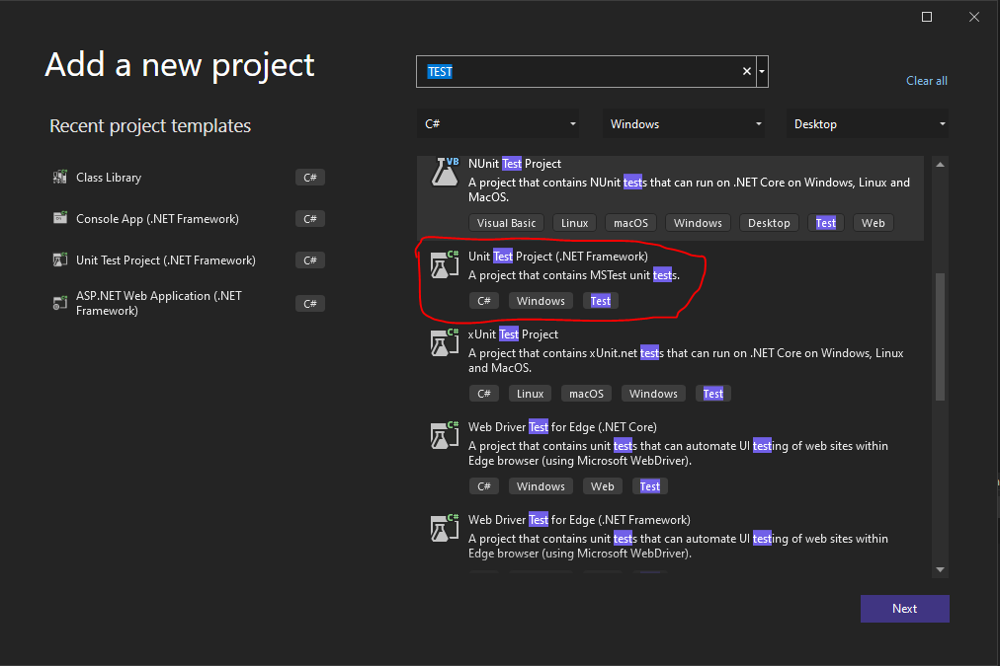 Add a new project
TEST
Clear all
Recent project templates
C#
Windows
Desktop
Class Library
C#
Console App (.NET Framework)
C#
Unit Test Project (.NET Framework)
C#
ASP.NET Web Application (.NET
Framework)
C#
VB
NUnit Test Project
A project that contains NUnit tests that can run on .NET Core on Windows, Linux and
MacOS.
Visual Basic
Linux
macOS
Windows
Desktop
Test
Web
C#
Unit Test Project (.NET Framework)
A project that contains MSTest unit tests.
C#
Windows
Test
C#
xUnit Test Project
A project that contains xUnit.net tests that can run on .NET Core on Windows, Linux
and MacOS.
C#
Linux
macOS
Windows
Test
C#
Web Driver Test for Edge (.NET Core)
A project that contains unit tests that can automate UI testing of web sites within
Edge browser (using Microsoft WebDriver).
C#
Windows
Web
Test
C#
Web Driver Test for Edge (.NET Framework)
A project that contains unit tests that can automate UI testing of web sites within
Edge browser (using Microsoft WebDriver).
Next